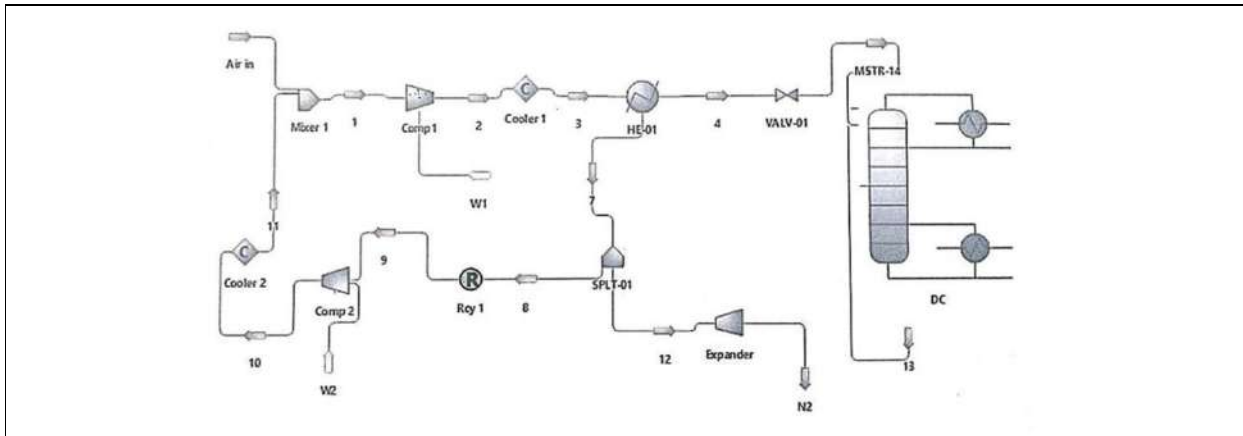 Air in
Mixer 1
1
Comp 1
2
C
Cooler 1
3
HE-01
4
VALV-01
MSTR-14
W1
7
11
C
Cooler 2
9
Comp 2
R
Rcy 1
8
SPLT-01
DC
10
W2
12
Expander
N2
13